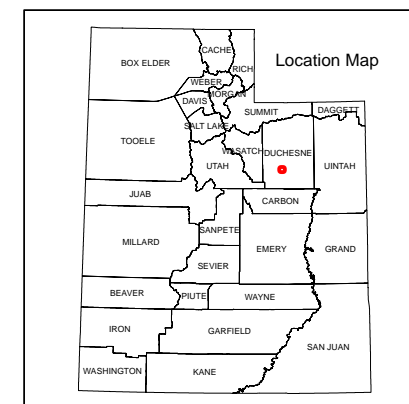 Location Map
BOX ELDER
CACHE
RICH
WEBER
MORGAN
DAVIS
SUMMIT
DAGGETT
SALT LAKE
TOOELE
WASATCH
DUCHESNE
UTAH
UINTAH
JUAB
CARBON
SANPETE
MILLARD
EMERY
GRAND
SEVIER
BEAVER
PIUTE
WAYNE
IRON
GARFIELD
SAN JUAN
WASHINGTON
KANE